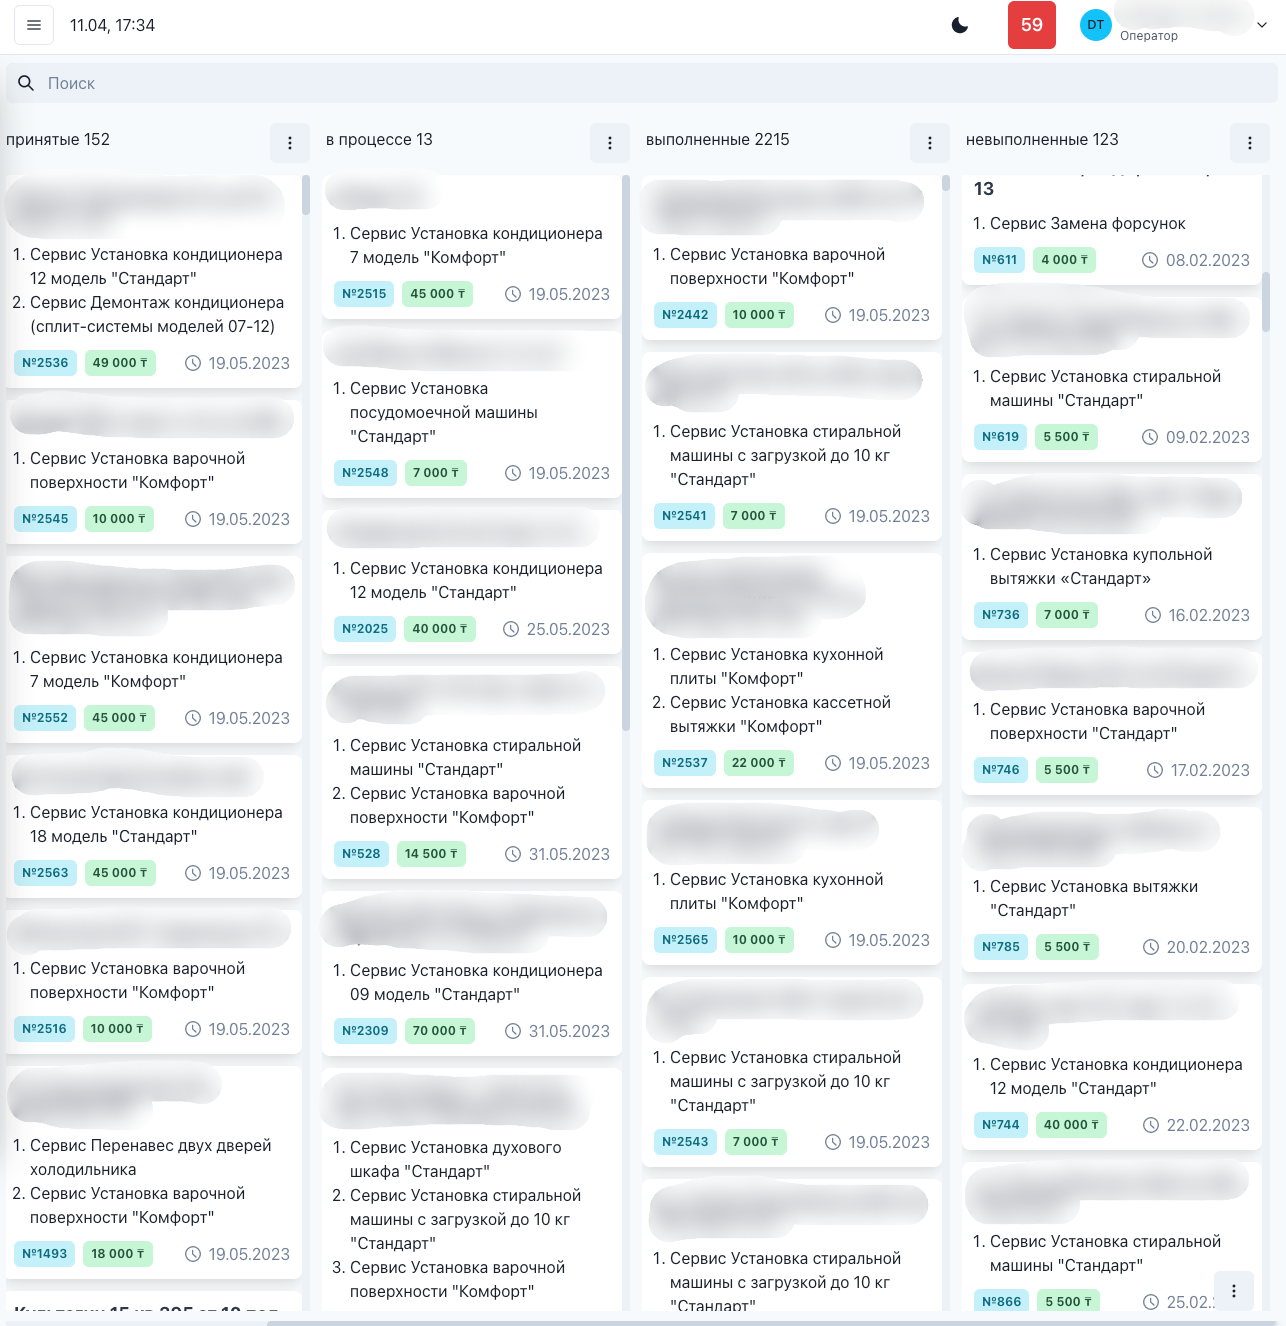 11.04, 17:34
59
DT
Оператор
Поиск
принятые 152
1. Сервис Установка кондиционера
12 модель "Стандарт"
2. Сервис Демонтаж кондиционера
(сплит-системы моделей 07-12)
№2536 49 000 ₸ 19.05.2023
1. Сервис Установка варочной
поверхности "Комфорт"
№2545 10 000 ₸ 19.05.2023
1. Сервис Установка кондиционера
7 модель "Комфорт"
№2552 45 000 ₸ 19.05.2023
1. Сервис Установка кондиционера
18 модель "Стандарт"
№2563 45 000 ₸ 19.05.2023
1. Сервис Установка варочной
поверхности "Комфорт"
№2516 10 000 ₸ 19.05.2023
1. Сервис Перенавес двух дверей
холодильника
2. Сервис Установка варочной
поверхности "Комфорт"
№1493 18 000 ₸ 19.05.2023
в процессе 13
1. Сервис Установка кондиционера
7 модель "Комфорт"
№2515 45 000 ₸ 19.05.2023
1. Сервис Установка
посудомоечной машины
"Стандарт"
№2548 7 000 ₸ 19.05.2023
1. Сервис Установка кондиционера
12 модель "Стандарт"
№2025 40 000 ₸ 25.05.2023
1. Сервис Установка стиральной
машины "Стандарт"
2. Сервис Установка варочной
поверхности "Комфорт"
№528 14 500 ₸ 31.05.2023
1. Сервис Установка кондиционера
09 модель "Стандарт"
№2309 70 000 ₸ 31.05.2023
1. Сервис Установка духового
шкафа "Стандарт"
2. Сервис Установка стиральной
машины с загрузкой до 10 кг
"Стандарт"
3. Сервис Установка варочной
поверхности "Комфорт"
выполненные 2215
1. Сервис Установка варочной
поверхности "Комфорт"
№2442 10 000 ₸ 19.05.2023
1. Сервис Установка стиральной
машины с загрузкой до 10 кг
"Стандарт"
№2541 7 000 ₸ 19.05.2023
1. Сервис Установка кухонной
плиты "Комфорт"
2. Сервис Установка кассетной
вытяжки "Комфорт"
№2537 22 000 ₸ 19.05.2023
1. Сервис Установка кухонной
плиты "Комфорт"
№2565 10 000 ₸ 19.05.2023
1. Сервис Установка стиральной
машины с загрузкой до 10 кг
"Стандарт"
№2543 7 000 ₸ 19.05.2023
1. Сервис Установка стиральной
машины с загрузкой до 10 кг
"Стандарт"
невыполненные 123
13
1. Сервис Замена форсунок
№611 4 000 ₸ 08.02.2023
1. Сервис Установка стиральной
машины "Стандарт"
№619 5 500 ₸ 09.02.2023
1. Сервис Установка купольной
вытяжки «Стандарт»
№736 7 000 ₸ 16.02.2023
1. Сервис Установка варочной
поверхности "Стандарт"
№746 5 500 ₸ 17.02.2023
1. Сервис Установка вытяжки
"Стандарт"
№785 5 500 ₸ 20.02.2023
1. Сервис Установка кондиционера
12 модель "Стандарт"
№744 40 000 ₸ 22.02.2023
1. Сервис Установка стиральной
машины "Стандарт"
№866 5 500 ₸ 25.02.